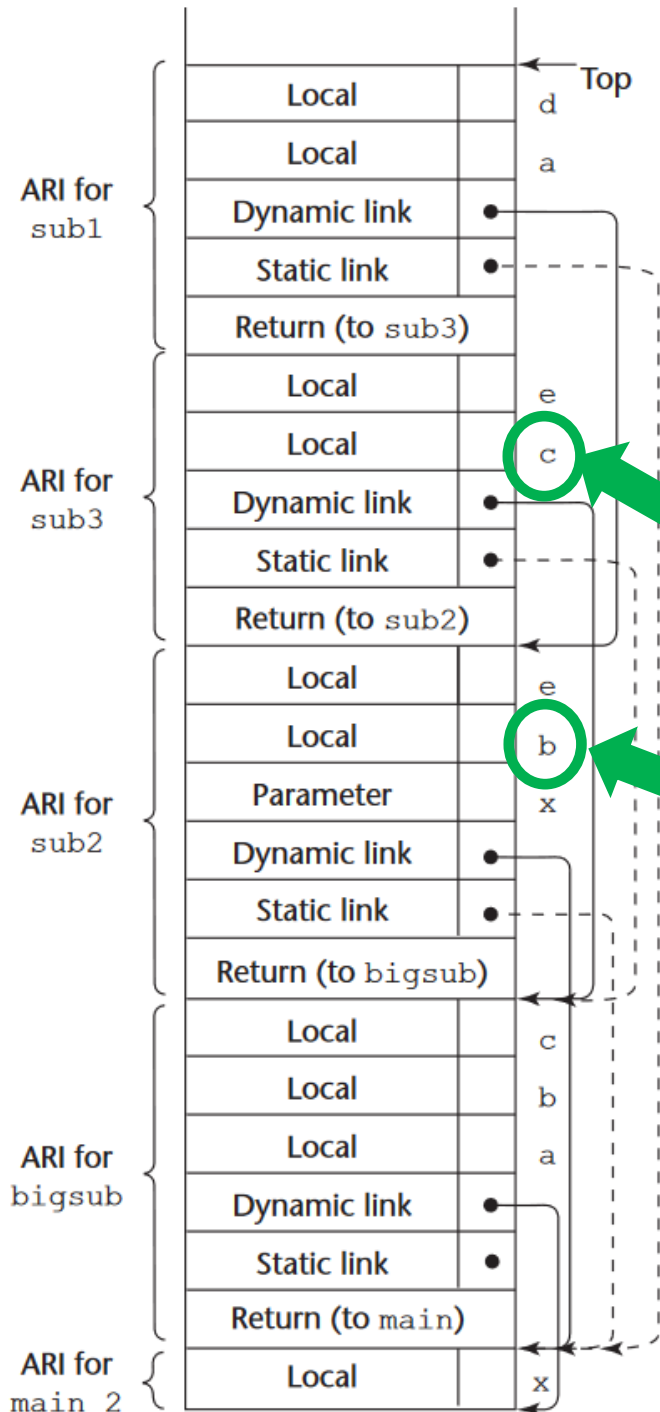 Top
Local d
Local a
ARI for
sub1
Dynamic link
Static link
Return (to sub3)
Local e
Local c
ARI for
sub3
Dynamic link
Static link
Return (to sub2)
Local e
Local b
Parameter x
ARI for
sub2
Dynamic link
Static link
Return (to bigsub)
Local c
Local b
Local a
ARI for
bigsub
Dynamic link
Static link
Return (to main)
ARI for
main_2
Local x